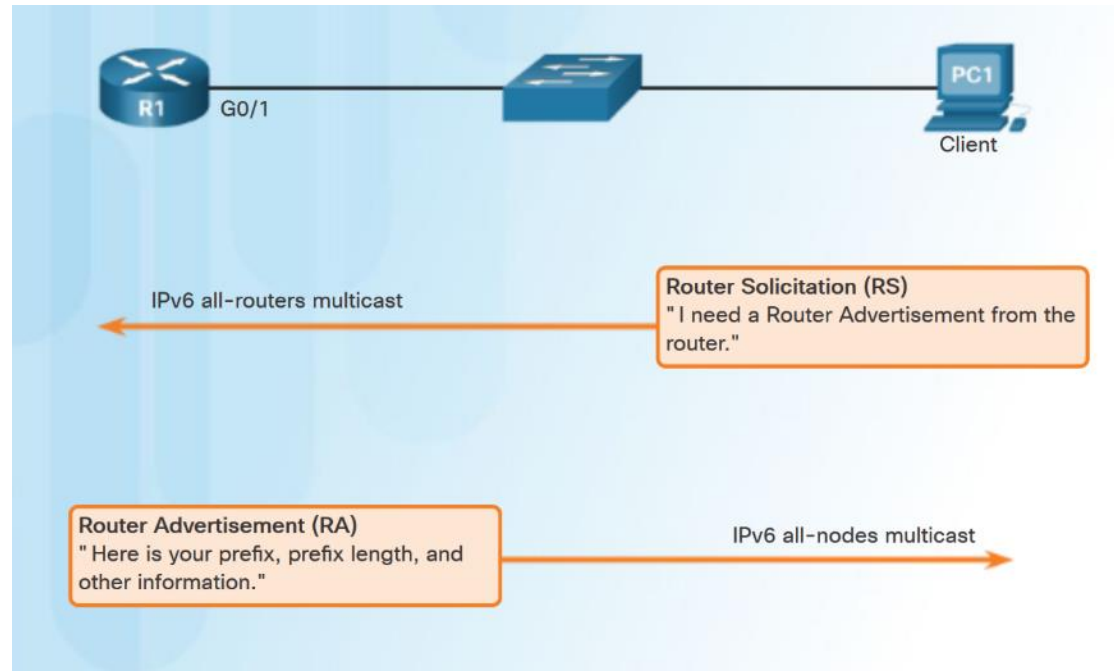 R1
G0/1
PC1
Client
IPv6 all-routers multicast
Router Solicitation (RS)
"I need a Router Advertisement from the
router."
Router Advertisement (RA)
"Here is your prefix, prefix length, and
other information."
IPv6 all-nodes multicast